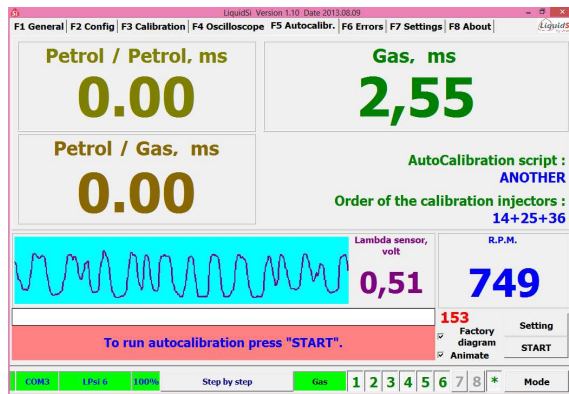 LiquidSi Version 1.10 Date 2013.08.09
F1 General F2 Config F3 Calibration F4 Oscilloscope F5 Autocalibr. F6 Errors F7 Settings F8 About
Petrol / Petrol, ms
0.00
Gas, ms
2,55
Petrol / Gas, ms
0.00
AutoCalibration script :
ANOTHER
Order of the calibration injectors :
14+25+36
Lambda sensor, volt
0,51
R.P.M.
749
153
To run autocalibration press "START".
Factory diagram
Animate
Setting
START
COM3 LPsi 6 100% Step by step Gas 1 2 3 4 5 6 7 8 * Mode